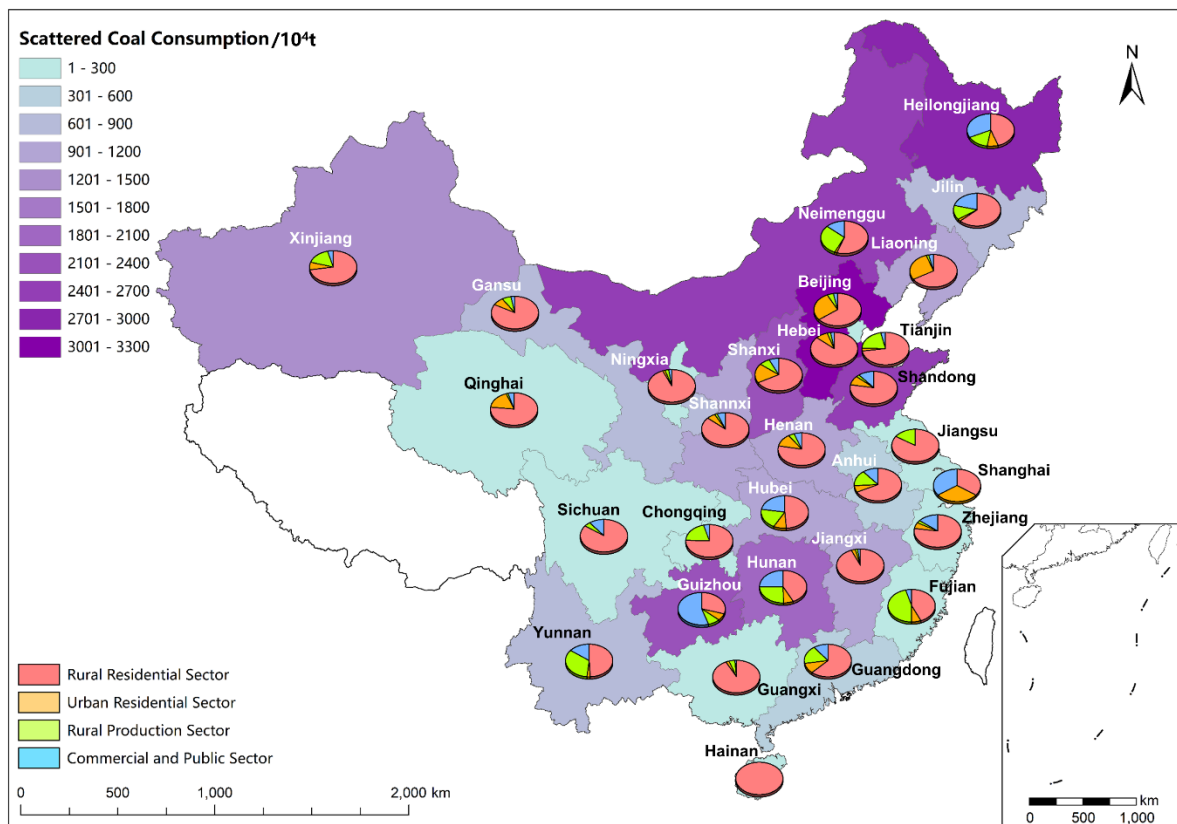 Scattered Coal Consumption/10⁴t
1 - 300
301 - 600
601 - 900
901 - 1200
1201 - 1500
1501 - 1800
1801 - 2100
2101 - 2400
2401 - 2700
2701 - 3000
3001 - 3300
N
Heilongjiang
Jilin
Neimenggu
Liaoning
Xinjiang
Beijing
Gansu
Hebei
Tianjin
Ningxia
Shanxi
Shandong
Qinghai
Shannxi
Henan
Jiangsu
Anhui
Shanghai
Hubei
Sichuan
Chongqing
Zhejiang
Jiangxi
Hunan
Guizhou
Fujian
Yunnan
Guangdong
Guangxi
Hainan
Rural Residential Sector
Urban Residential Sector
Rural Production Sector
Commercial and Public Sector
0 500 1,000 2,000 km
0 500 1,000 km